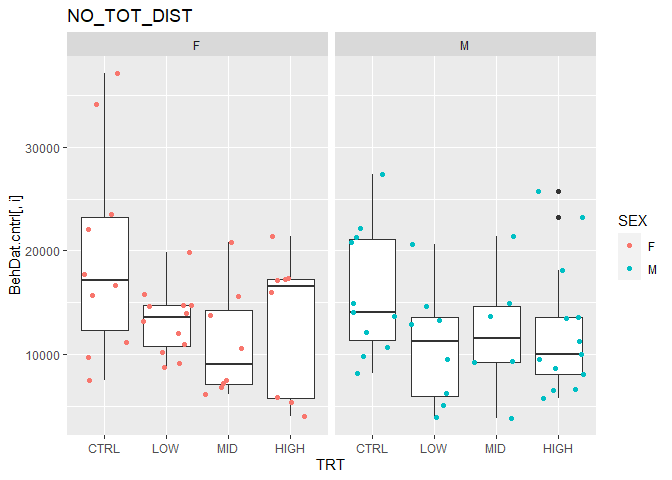 NO_TOT_DIST
F
M
30000
20000
10000
BehDat.cntrl[, i]
CTRL LOW MID HIGH
CTRL LOW MID HIGH
TRT
SEX
F
M